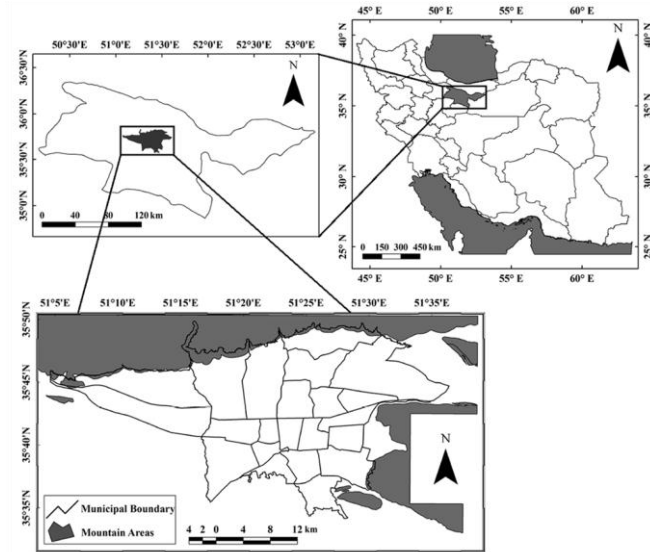 50°30'E 51°0'E 51°30'E 52°0'E 53°0'E
36°30'N
36°0'N
35°30'N
35°0'N
N
0 40 80 120 km
45°E 50°E 55°E 60°E
40°N
35°N
30°N
25°N
N
0 150 300 450 km
45°E 50°E 55°E 60°E
51°5'E 51°10'E 51°15'E 51°20'E 51°25'E 51°30'E 51°35'E
35°50'N
35°45'N
35°40'N
35°35'N
N
Municipal Boundary
Mountain Areas
4 2 0 4 8 12 km